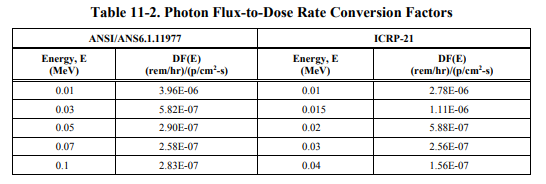 Table 11-2. Photon Flux-to-Dose Rate Conversion Factors
ANSI/ANS6.1.11977 ICRP-21
Energy, E DF(E) Energy, E DF(E)
(MeV) (rem/hr)/(p/cm²-s) (MeV) (rem/hr)/(p/cm²-s)
0.01 3.96E-06 0.01 2.78E-06
0.03 5.82E-07 0.015 1.11E-06
0.05 2.90E-07 0.02 5.88E-07
0.07 2.58E-07 0.03 2.56E-07
0.1 2.83E-07 0.04 1.56E-07